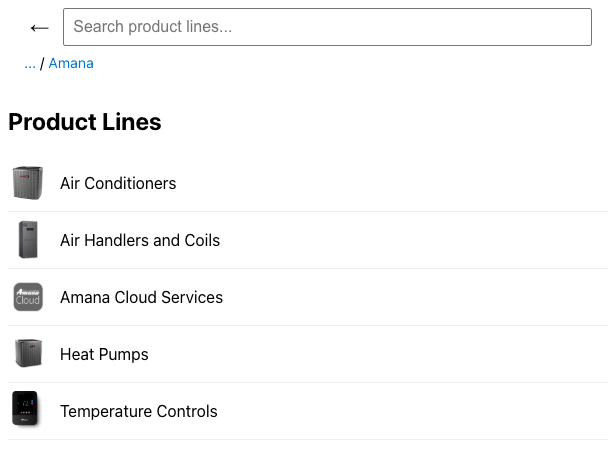 ← Search product lines...
... / Amana
Product Lines
Air Conditioners
Air Handlers and Coils
Amana
Cloud
Amana Cloud Services
Heat Pumps
Temperature Controls